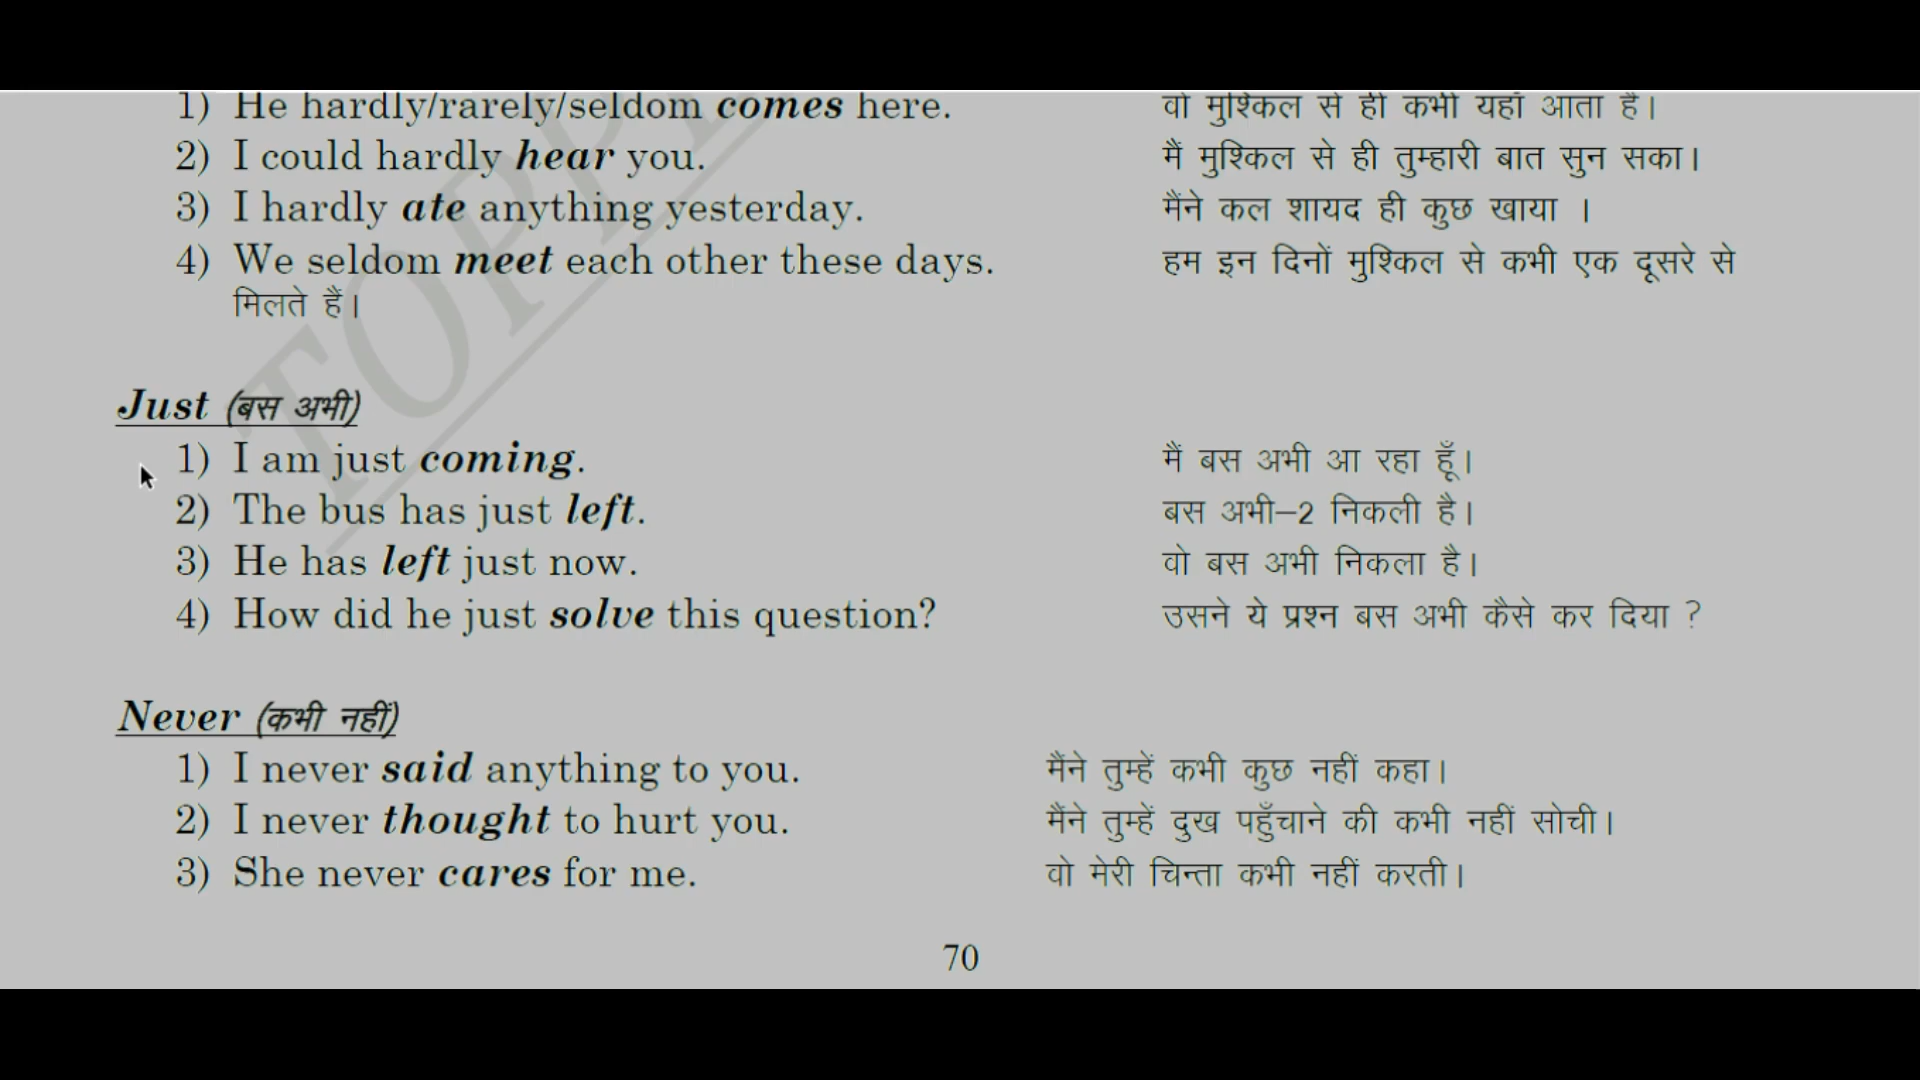 1) He hardly/rarely/seldom comes here. वो मुश्किल से ही कभी यहाँ आता है।
2) I could hardly hear you. मैं मुश्किल से ही तुम्हारी बात सुन सका।
3) I hardly ate anything yesterday. मैंने कल शायद ही कुछ खाया ।
4) We seldom meet each other these days. हम इन दिनों मुश्किल से कभी एक दूसरे से
मिलते हैं।
Just (बस अभी)
1) I am just coming. मैं बस अभी आ रहा हूँ।
2) The bus has just left. बस अभी–2 निकली है।
3) He has left just now. वो बस अभी निकला है।
4) How did he just solve this question? उसने ये प्रश्न बस अभी कैसे कर दिया ?
Never (कभी नहीं)
1) I never said anything to you. मैंने तुम्हें कभी कुछ नहीं कहा।
2) I never thought to hurt you. मैंने तुम्हें दुख पहुँचाने की कभी नहीं सोची।
3) She never cares for me. वो मेरी चिन्ता कभी नहीं करती।
70